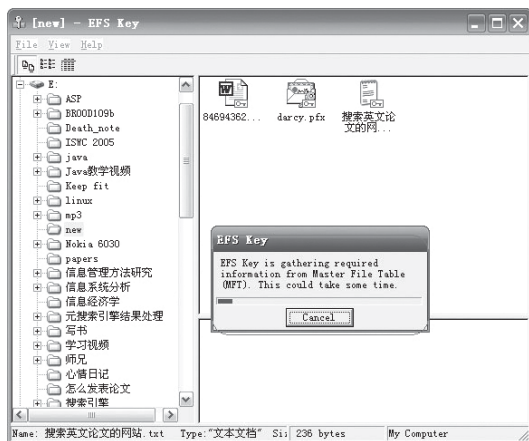 [new] - EFS Key
File View Help
E:
ASP
BROOD109b
Death_note
ISWC 2005
java
Java教学视频
Keep fit
linux
mp3
new
Nokia 6030
papers
信息管理方法研究
信息系统分析
信息经济学
元搜索引擎结果处理
写书
学习视频
师兄
心情日记
怎么发表论文
搜索引擎
84694362...
darcy.pfx
搜索英文论
文的网...
EFS Key
EFS Key is gathering required
information from Master File Table
(MFT). This could take some time.
Cancel
Name: 搜索英文论文的网站.txt Type:"文本文档" Si: 236 bytes My Computer